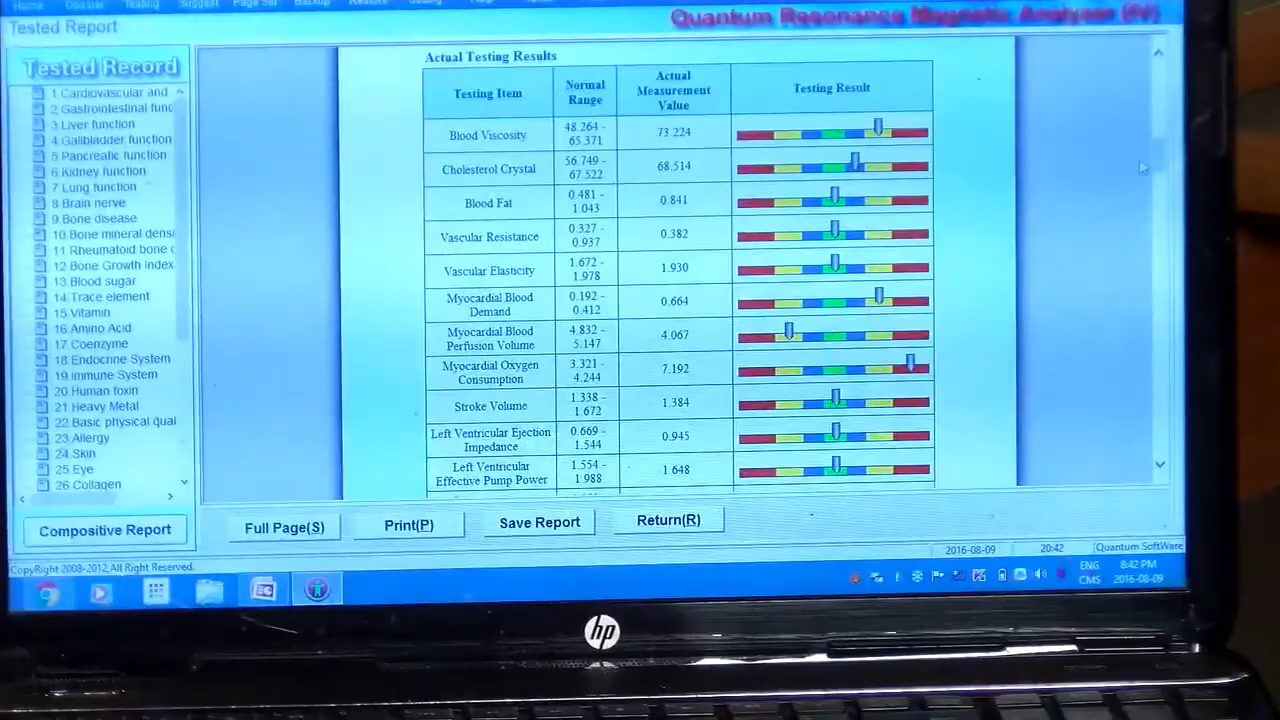 Home Dossier Testing Suggest Page Set Backup Restore Help
Tested Report
Quantum Resonance Magnetic Analyzer (IV)
Tested Record
1 Cardiovascular and
2 Gastrointestinal func
3 Liver function
4 Gallbladder function
5 Pancreatic function
6 Kidney function
7 Lung function
8 Brain nerve
9 Bone disease
10 Bone mineral densi
11 Rheumatoid bone
12 Bone Growth Index
13 Blood sugar
14 Trace element
15 Vitamin
16 Amino Acid
17 Coenzyme
18 Endocrine System
19 Immune System
20 Human toxin
21 Heavy Metal
22 Basic physical qual
23 Allergy
24 Skin
25 Eye
26 Collagen
Compositive Report
Actual Testing Results
Testing Item Normal Range Actual Measurement Value Testing Result
Blood Viscosity 48.264 - 65.371 73.224
Cholesterol Crystal 56.749 - 67.522 68.514
Blood Fat 0.481 - 1.043 0.841
Vascular Resistance 0.327 - 0.937 0.382
Vascular Elasticity 1.672 - 1.978 1.930
Myocardial Blood Demand 0.192 - 0.412 0.664
Myocardial Blood Perfusion Volume 4.832 - 5.147 4.067
Myocardial Oxygen Consumption 3.321 - 4.244 7.192
Stroke Volume 1.338 - 1.672 1.384
Left Ventricular Ejection Impedance 0.669 - 1.544 0.945
Left Ventricular Effective Pump Power 1.554 - 1.988 1.648
Full Page(S) Print(P) Save Report Return(R)
2016-08-09 20:42 Quantum SoftWare
CopyRight 2008-2012,All Right Reserved.
ENG 8:42 PM
CMS 2016-08-09
hp